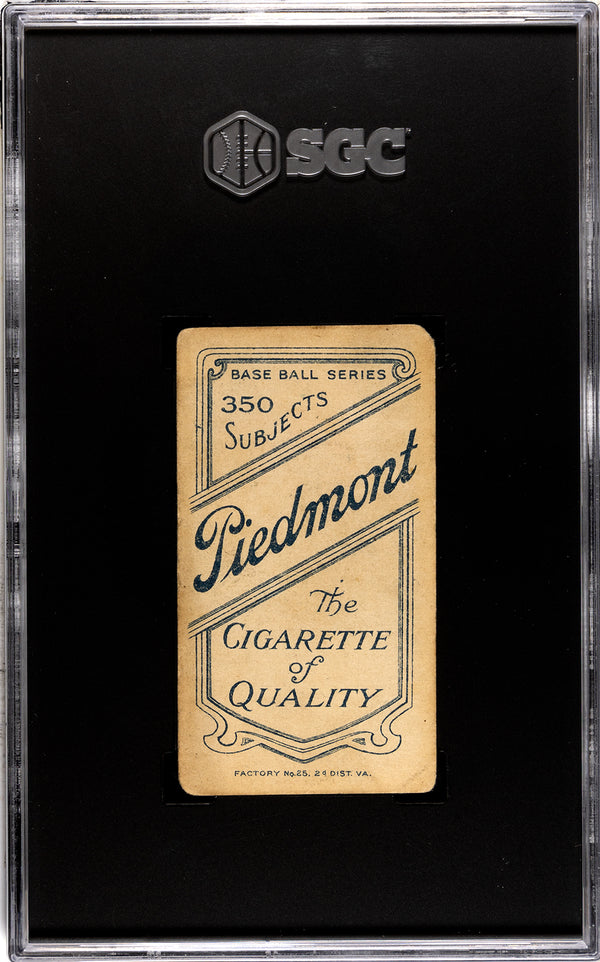 SGC
BASE BALL SERIES
350
SUBJECTS
Piedmont
The
CIGARETTE
of
QUALITY
FACTORY No. 25, 2d DIST. VA.